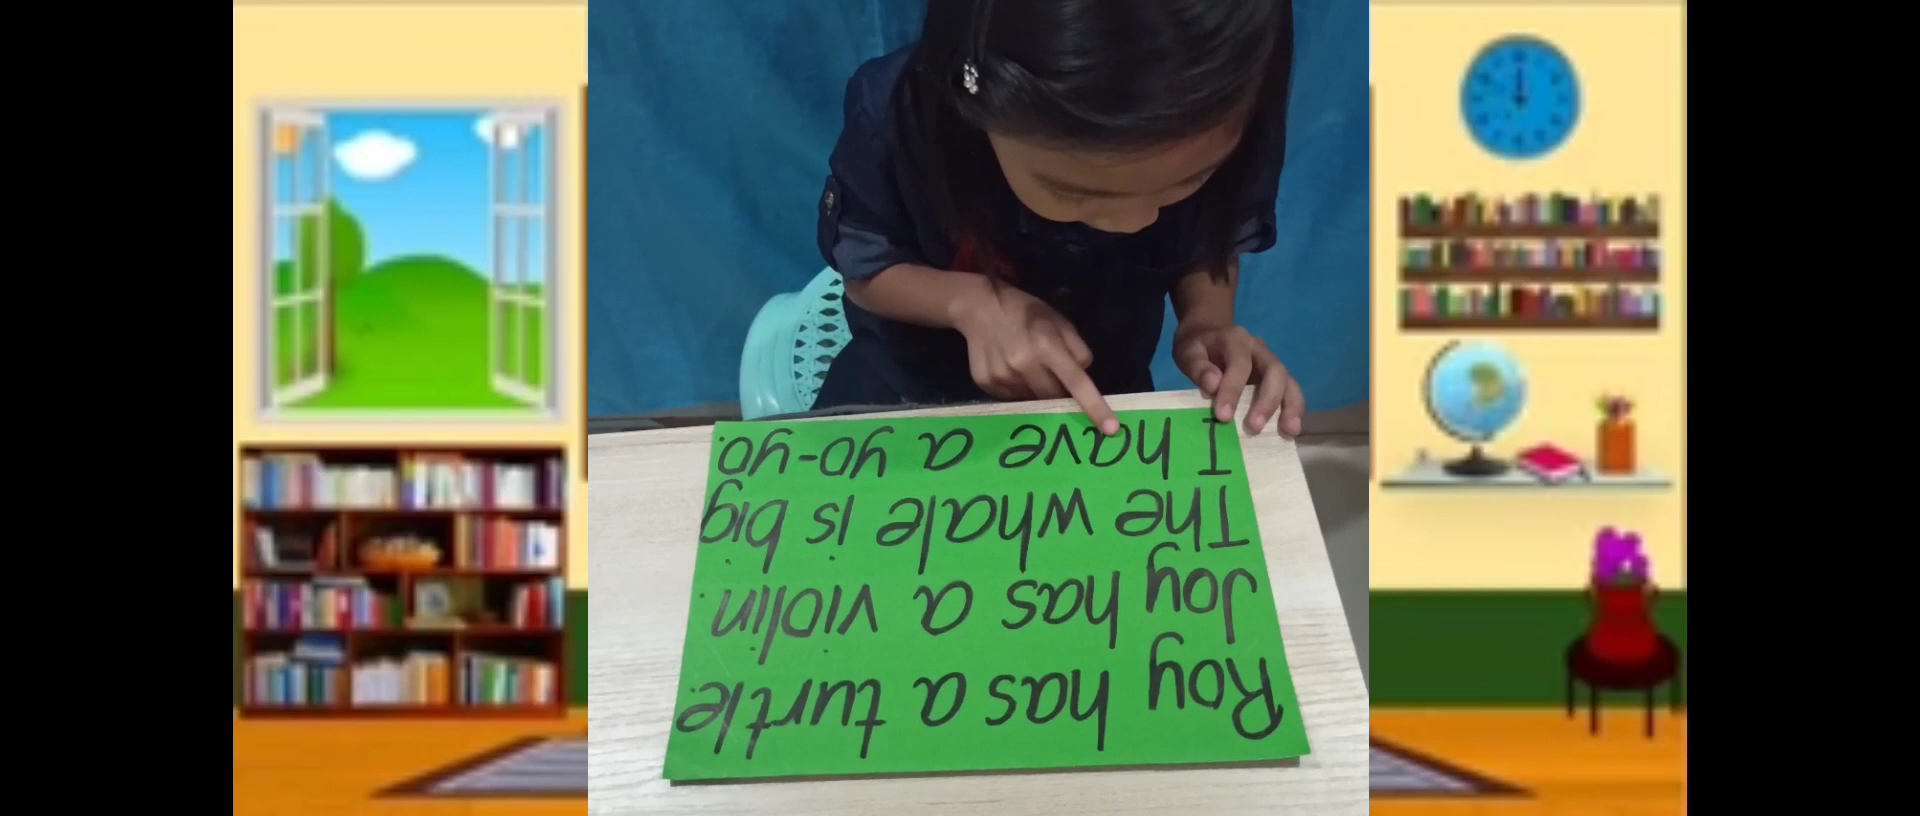 I have a yo-yo.
The whale is big.
Joy has a violin.
Roy has a turtle.